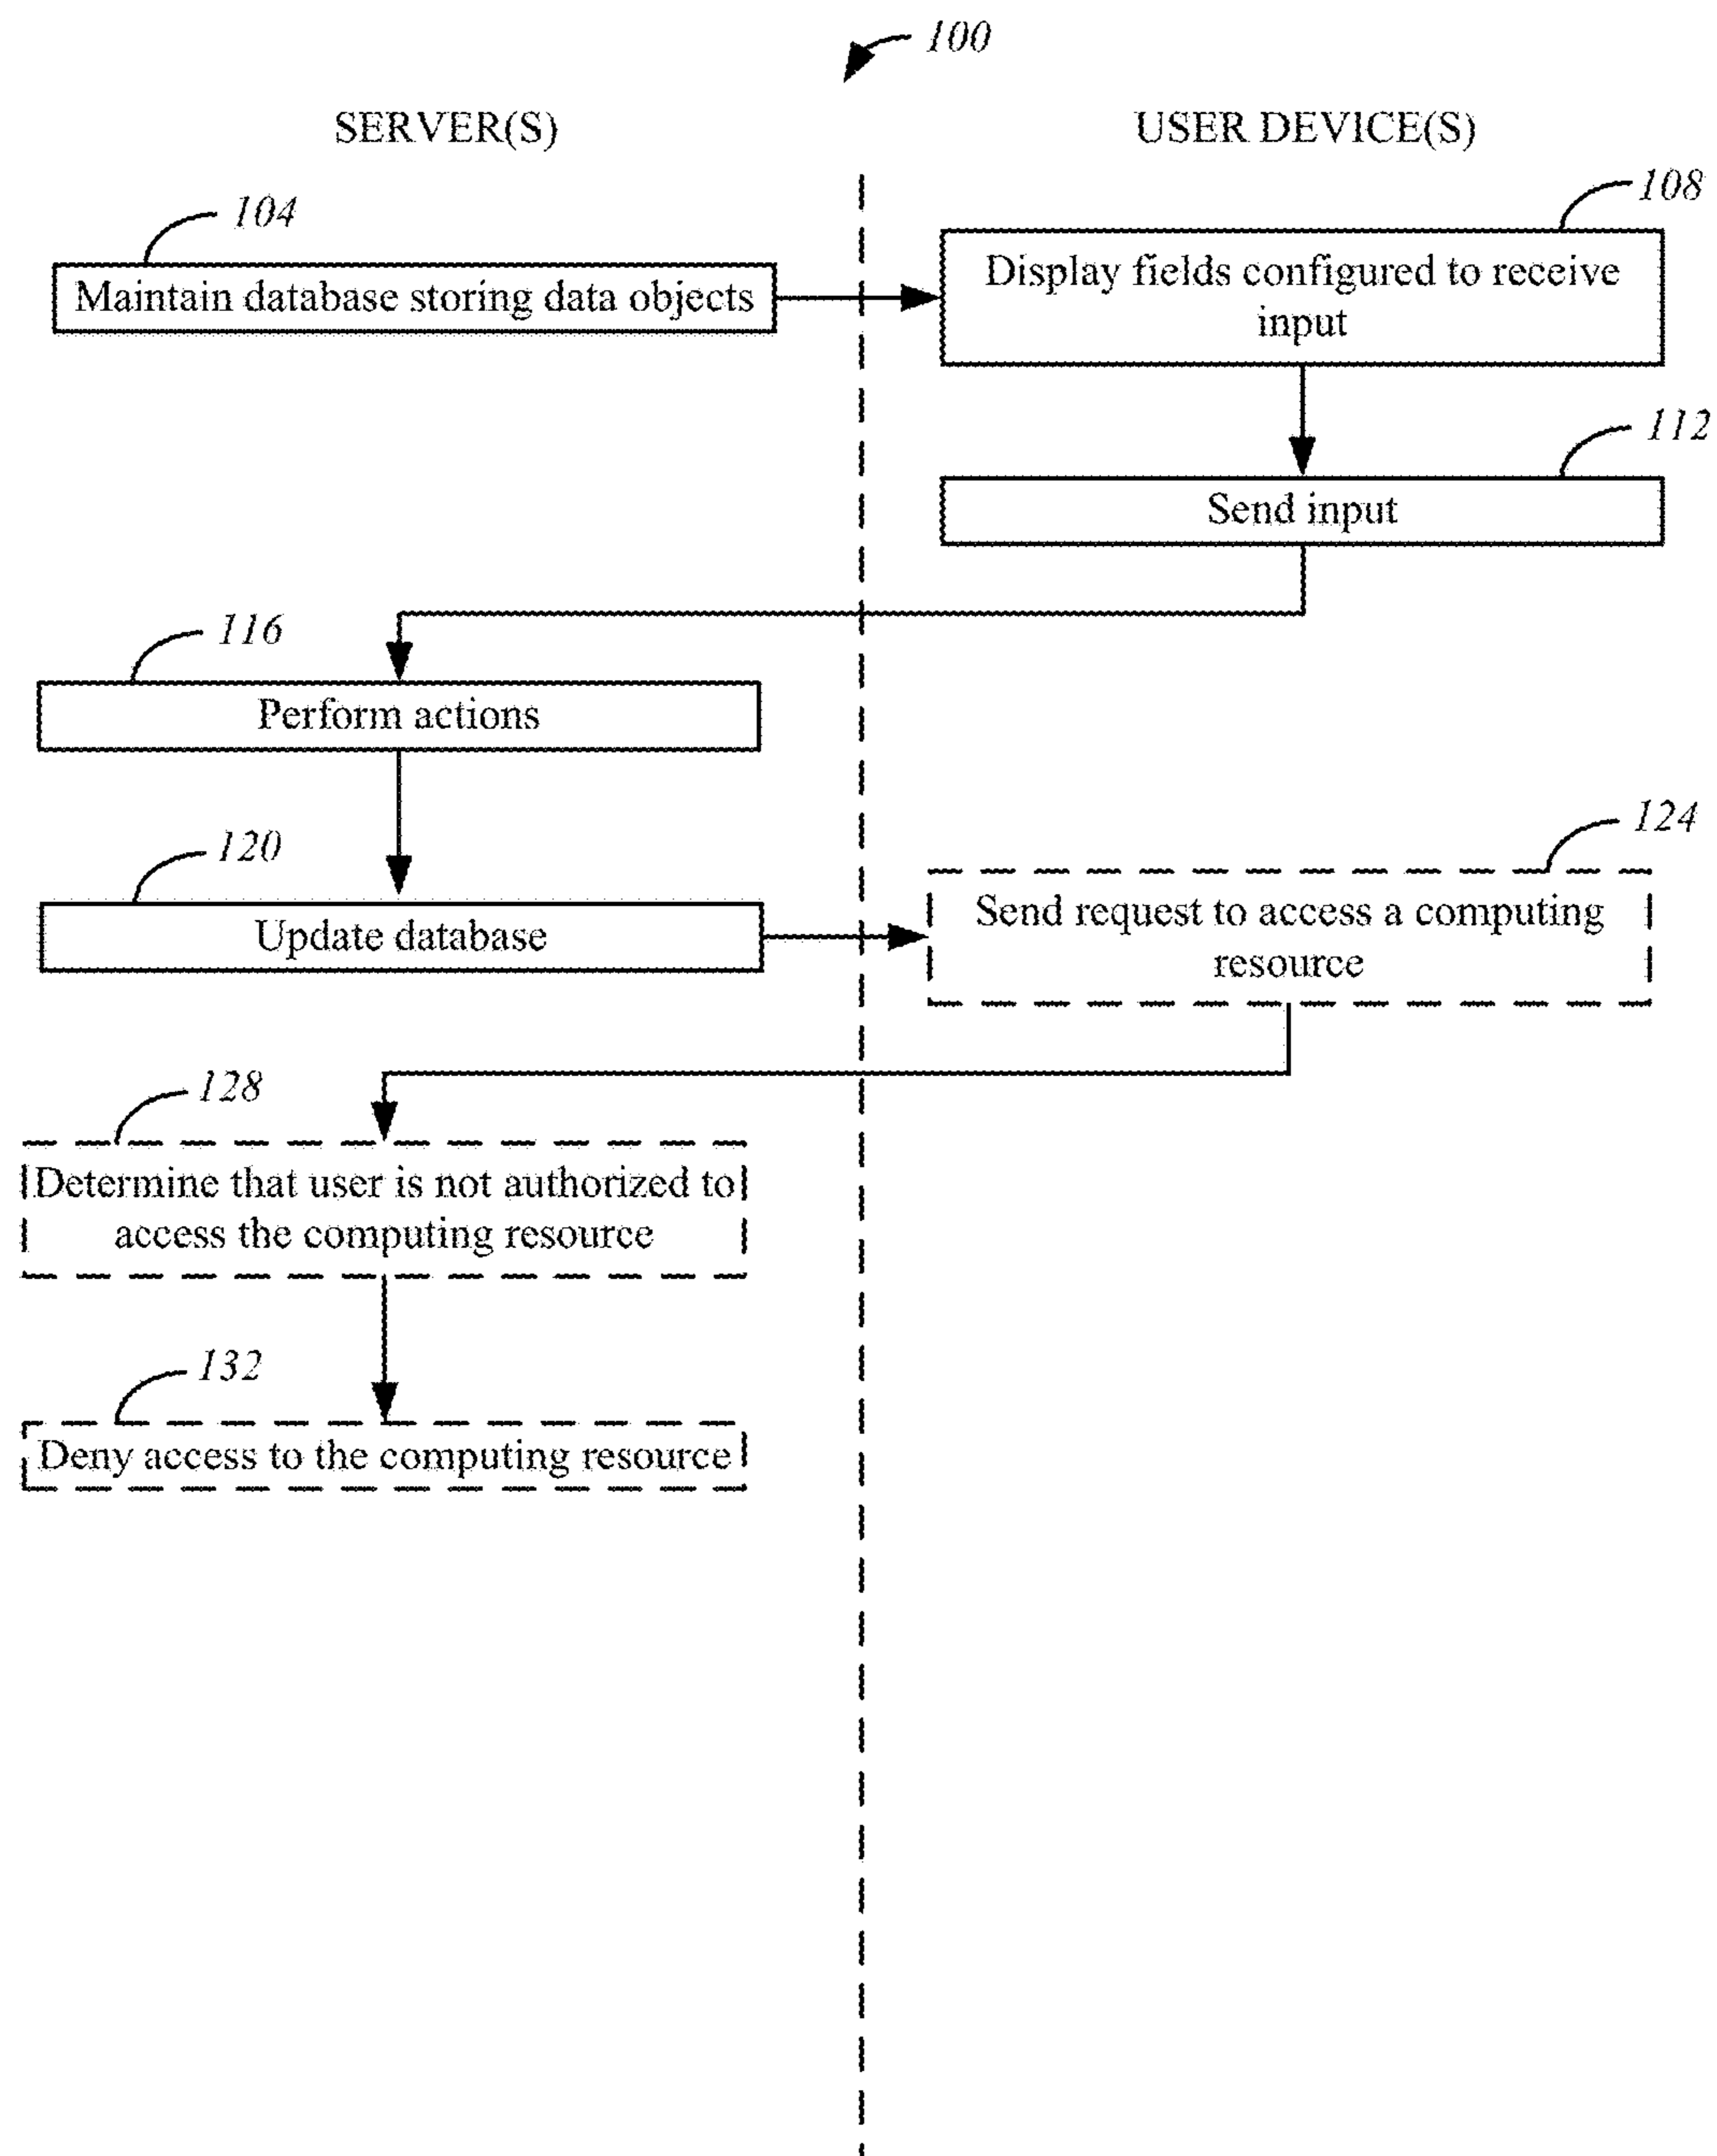 100
SERVER(S)
USER DEVICE(S)
104
Maintain database storing data objects
108
Display fields configured to receive
input
112
Send input
116
Perform actions
120
Update database
124
Send request to access a computing
resource
128
Determine that user is not authorized to
access the computing resource
132
Deny access to the computing resource